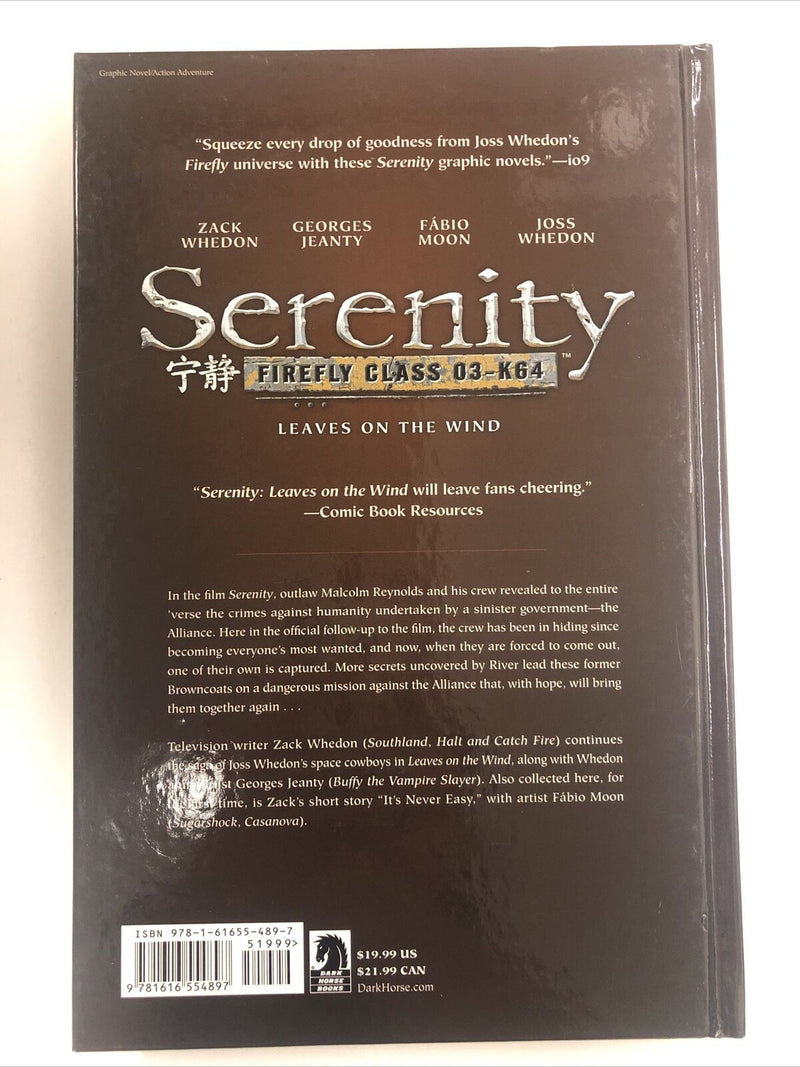 Graphic Novel/Action Adventure
“Squeeze every drop of goodness from Joss Whedon’s
Firefly universe with these Serenity graphic novels.”—io9
ZACK WHEDON
GEORGES JEANTY
FÁBIO MOON
JOSS WHEDON
Serenity
宁静 FIREFLY CLASS 03-K64 ™
LEAVES ON THE WIND
“Serenity: Leaves on the Wind will leave fans cheering.”
—Comic Book Resources
In the film Serenity, outlaw Malcolm Reynolds and his crew revealed to the entire
’verse the crimes against humanity undertaken by a sinister government—the
Alliance. Here in the official follow-up to the film, the crew has been in hiding since
becoming everyone’s most wanted, and now, when they are forced to come out,
one of their own is captured. More secrets uncovered by River lead these former
Browncoats on a dangerous mission against the Alliance that, with hope, will bring
them together again . . .
Television writer Zack Whedon (Southland, Halt and Catch Fire) continues
the saga of Joss Whedon’s space cowboys in Leaves on the Wind, along with Whedon
Georges Jeanty (Buffy the Vampire Slayer). Also collected here, for
time, is Zack’s short story “It’s Never Easy,” with artist Fábio Moon
(Sugarshock, Casanova).
ISBN 978-1-61655-489-7
51999>
9 781616 554897
DARK
HORSE
BOOKS
$19.99 US
$21.99 CAN
DarkHorse.com